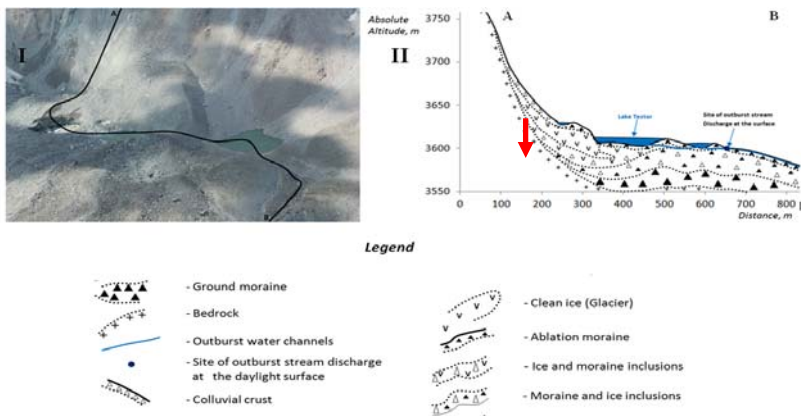 A
I
B
Absolute
Altitude, m
II
A
B
3750
3700
3650
3600
3550
Lake Teztor
Site of outburst stream
Discharge at the surface
0 100 200 300 400 500 600 700 800
Distance, m
Legend
- Ground moraine
- Bedrock
- Outburst water channels
- Site of outburst stream discharge
at the daylight surface
- Colluvial crust
- Clean ice (Glacier)
- Ablation moraine
- Ice and moraine inclusions
- Moraine and ice inclusions